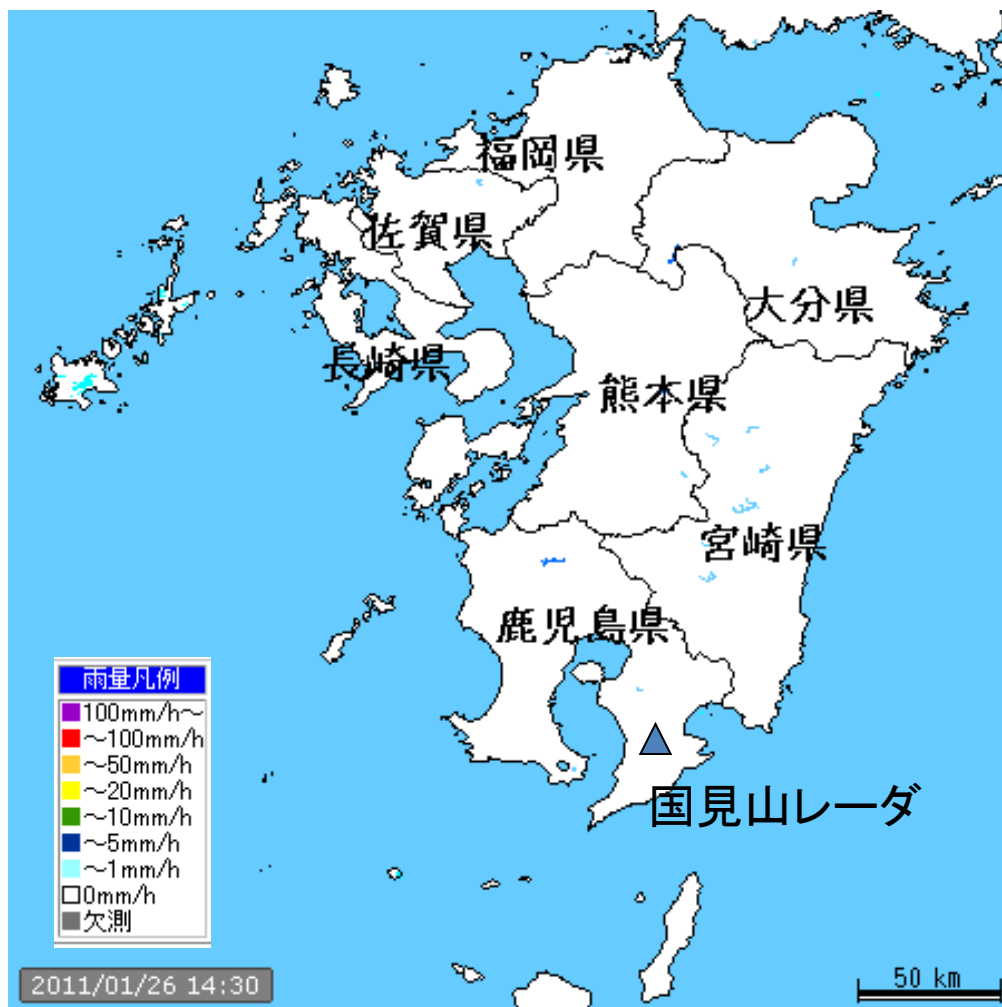 福岡県
佐賀県
大分県
長崎県
熊本県
宮崎県
鹿児島県
国見山レーダ
雨量凡例
100mm/h～
～100mm/h
～50mm/h
～20mm/h
～10mm/h
～5mm/h
～1mm/h
0mm/h
欠測
2011/01/26 14:30
50 km